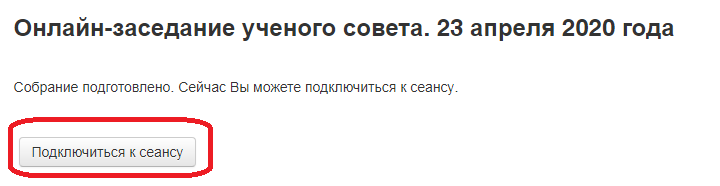 Онлайн-заседание ученого совета. 23 апреля 2020 года
Собрание подготовлено. Сейчас Вы можете подключиться к сеансу.
Подключиться к сеансу